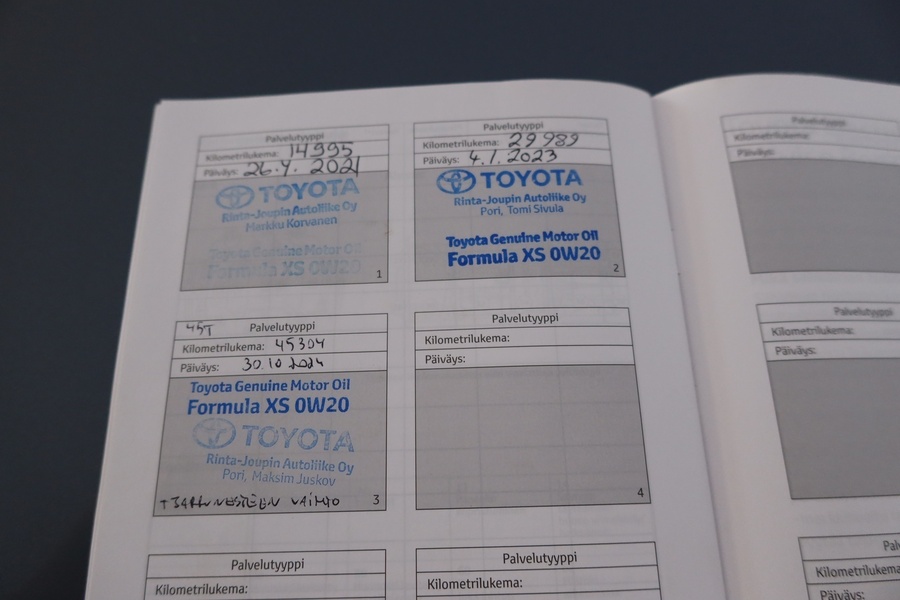 Palvelutyyppi
Kilometrilukema: 14995
Päiväys: 26.4. 2021
TOYOTA
Rinta-Joupin Autoliike Oy
Markku Korvanen
Toyota Genuine Motor Oil
Formula XS 0W20
1
Palvelutyyppi
Kilometrilukema: 29989
Päiväys: 4.1.2023
TOYOTA
Rinta-Joupin Autoliike Oy
Pori, Tomi Sivula
Toyota Genuine Motor Oil
Formula XS 0W20
2
45T Palvelutyyppi
Kilometrilukema: 45304
Päiväys: 30.10 2024
Toyota Genuine Motor Oil
Formula XS 0W20
TOYOTA
Rinta-Joupin Autoliike Oy
Pori, Maksim Juskov
VAIHTO
3
Palvelutyyppi
Kilometrilukema:
Päiväys:
4
Palvelutyyppi
Kilometrilukema:
Palvelutyyppi
Kilometrilukema:
Palvelutyyppi
Kilometrilukema:
Päiväys:
Palvelutyyppi
Kilometrilukema:
Päiväys:
Kilometrilukema:
Päiväys: